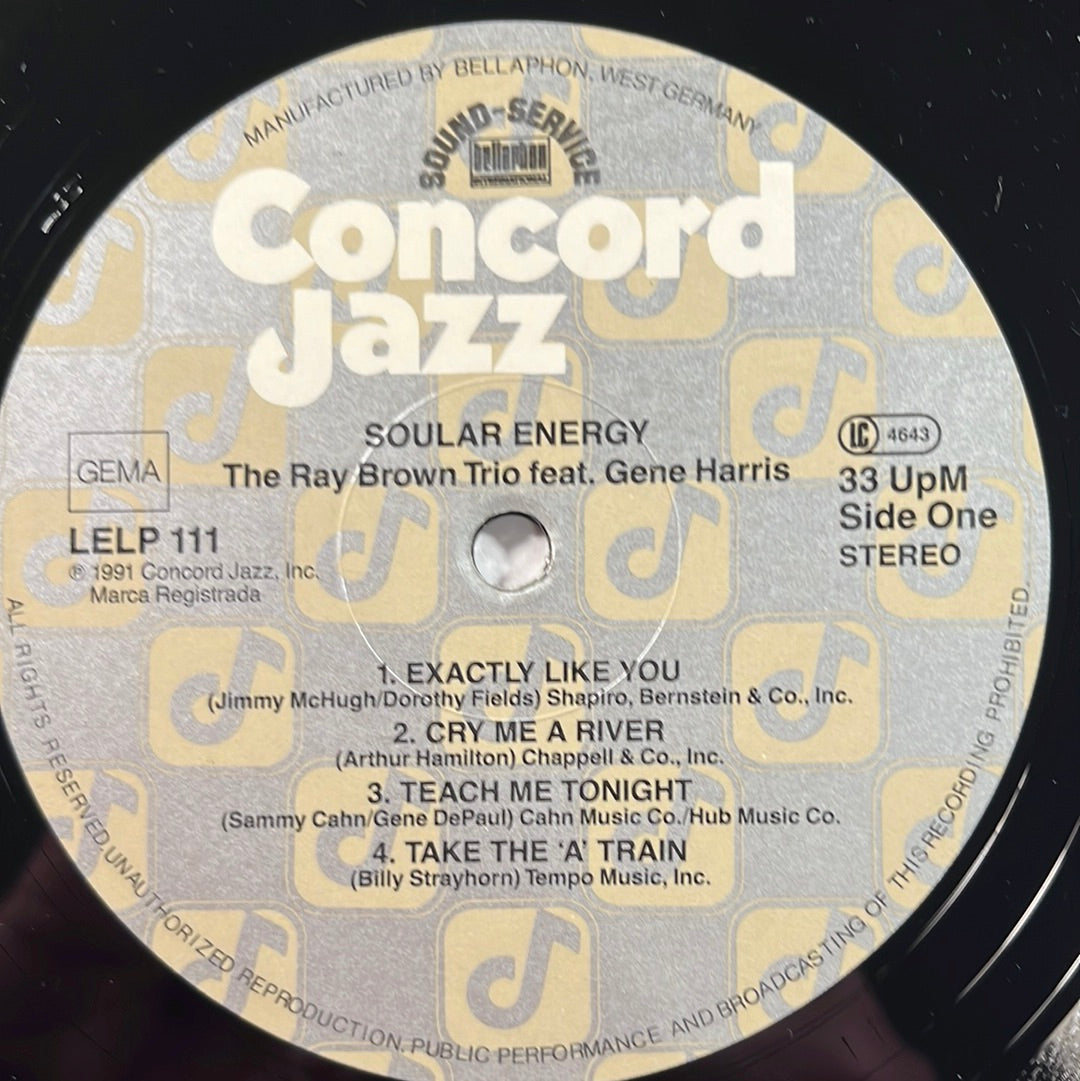 MANUFACTURED BY BELLAPHON, WEST GERMANY
SOUND-SERVICE
bellaphon
INTERNATIONAL
Concord
Jazz
SOULAR ENERGY
The Ray Brown Trio feat. Gene Harris
GEMA
LELP 111
℗ 1991 Concord Jazz, Inc.
Marca Registrada
LC 4643
33 UpM
Side One
STEREO
1. EXACTLY LIKE YOU
(Jimmy McHugh/Dorothy Fields) Shapiro, Bernstein & Co., Inc.
2. CRY ME A RIVER
(Arthur Hamilton) Chappell & Co., Inc.
3. TEACH ME TONIGHT
(Sammy Cahn/Gene DePaul) Cahn Music Co./Hub Music Co.
4. TAKE THE ‘A’ TRAIN
(Billy Strayhorn) Tempo Music, Inc.
ALL RIGHTS RESERVED. UNAUTHORIZED REPRODUCTION. PUBLIC PERFORMANCE AND BROADCASTING OF THIS RECORDING PROHIBITED.